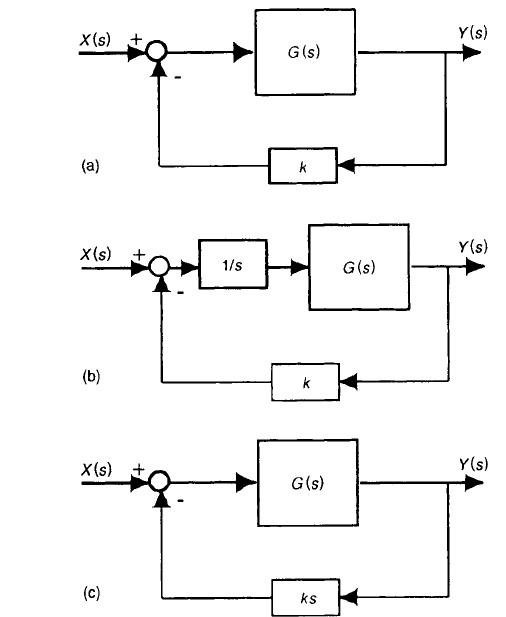 X(s) + G(s) Y(s)
-
(a) k
X(s) + 1/s G(s) Y(s)
-
(b) k
X(s) + G(s) Y(s)
-
(c) ks